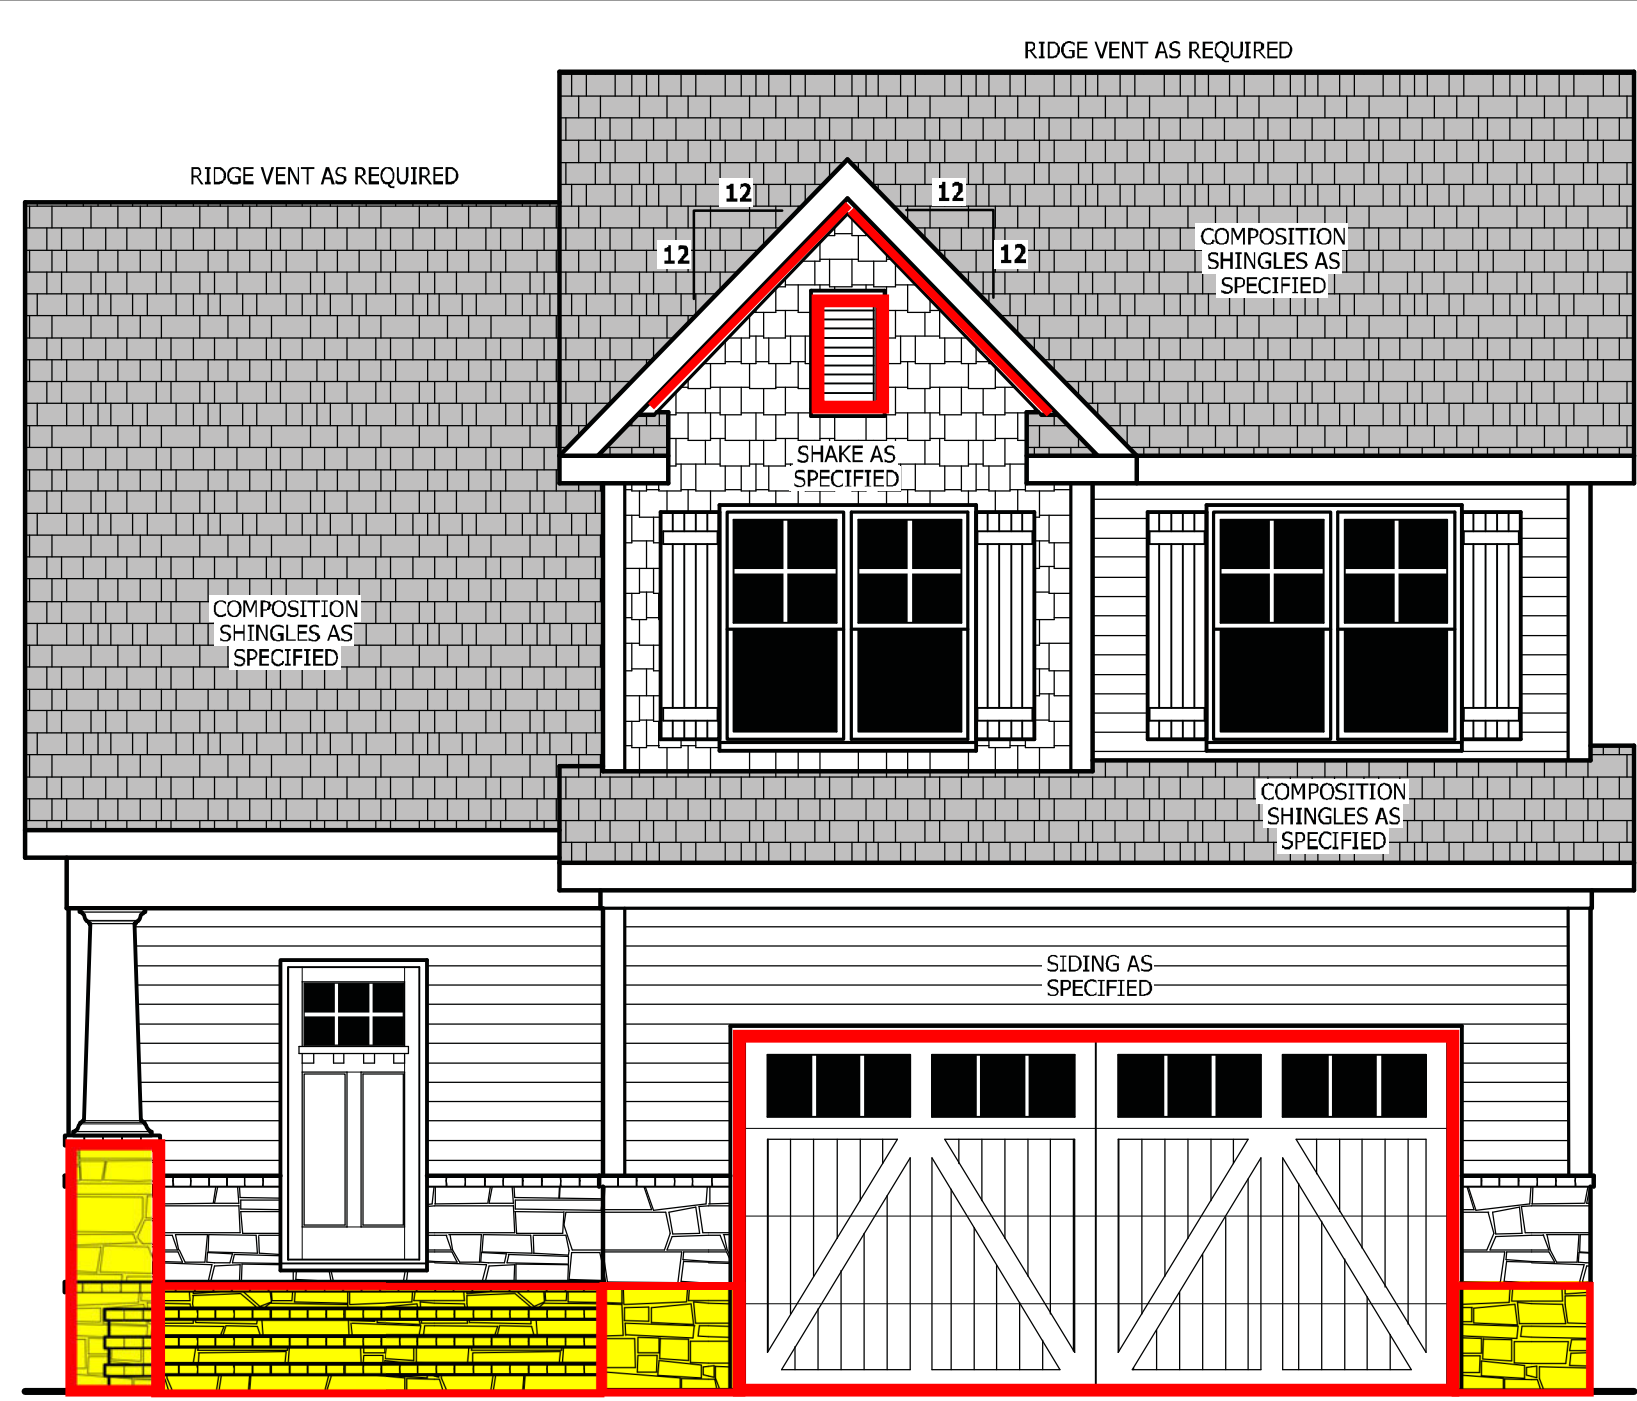 RIDGE VENT AS REQUIRED
RIDGE VENT AS REQUIRED
12
12
12
12
COMPOSITION
SHINGLES AS
SPECIFIED
SHAKE AS
SPECIFIED
COMPOSITION
SHINGLES AS
SPECIFIED
COMPOSITION
SHINGLES AS
SPECIFIED
SIDING AS
SPECIFIED